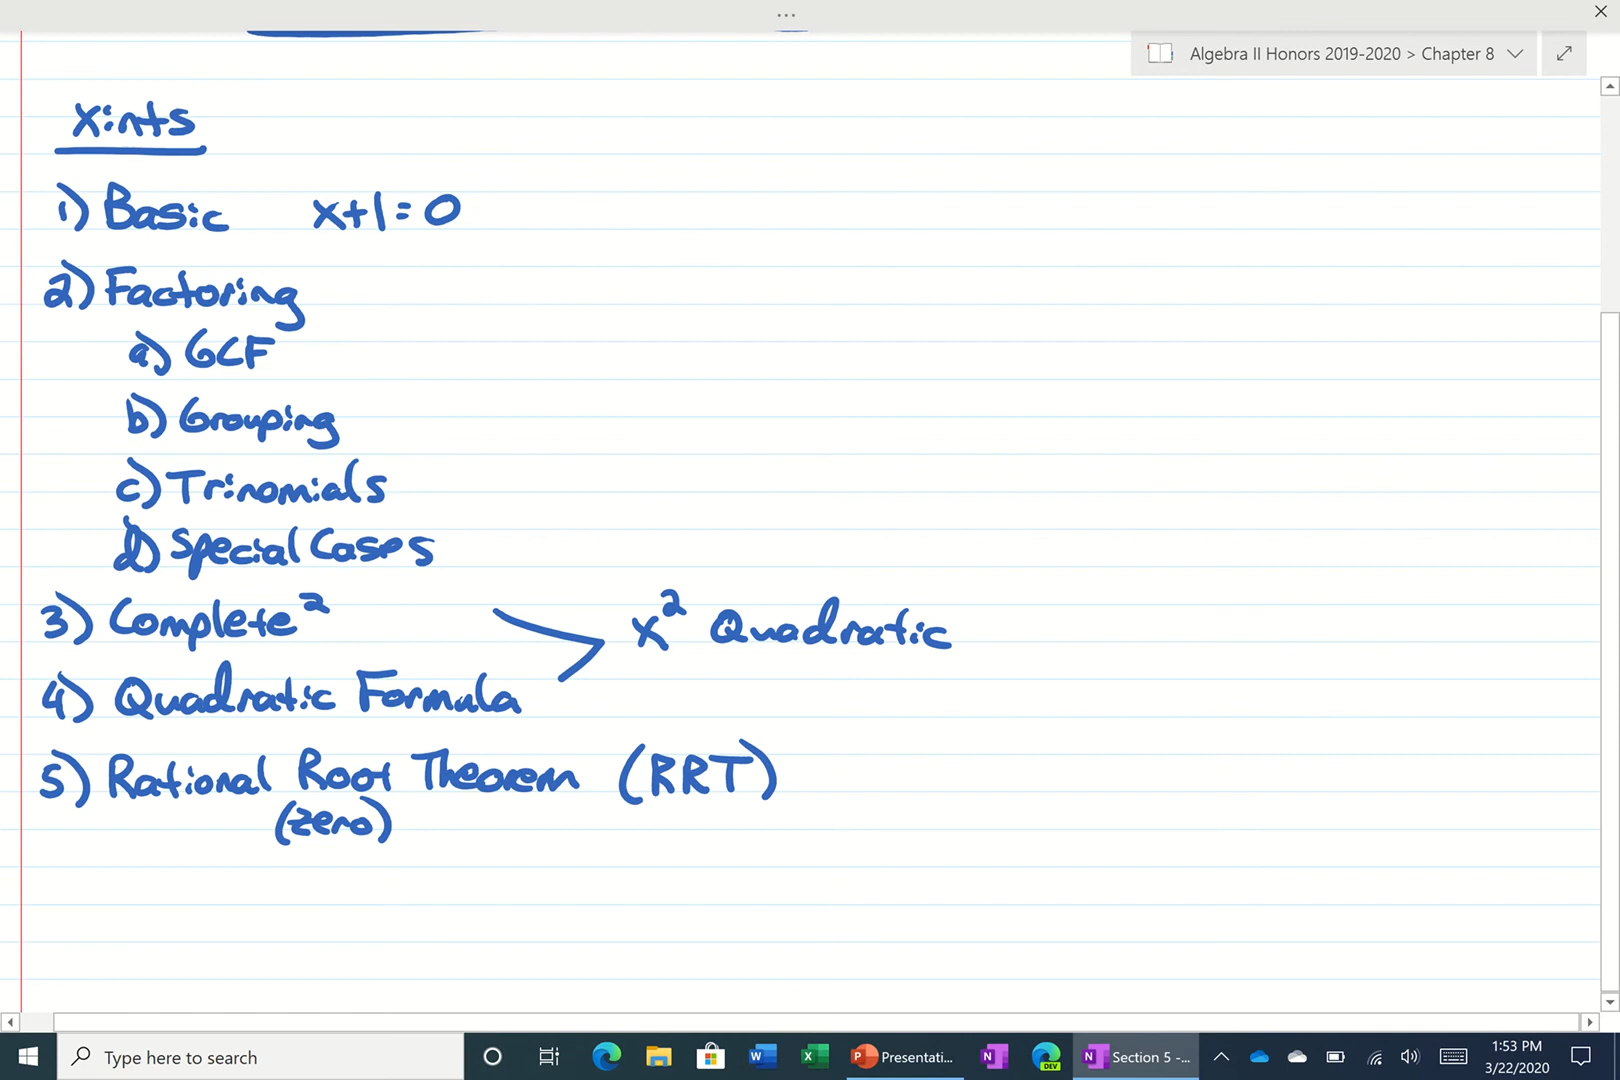 ...
Algebra II Honors 2019-2020 > Chapter 8
x ints
1) Basic x+1=0
2) Factoring
a) GCF
b) Grouping
c) Trinomials
d) Special Cases
3) Complete²
x² Quadratic
4) Quadratic Formula
5) Rational Root Theorem (RRT)
(zero)
Type here to search
DEV
Presentati...
Section 5 -...
1:53 PM
3/22/2020